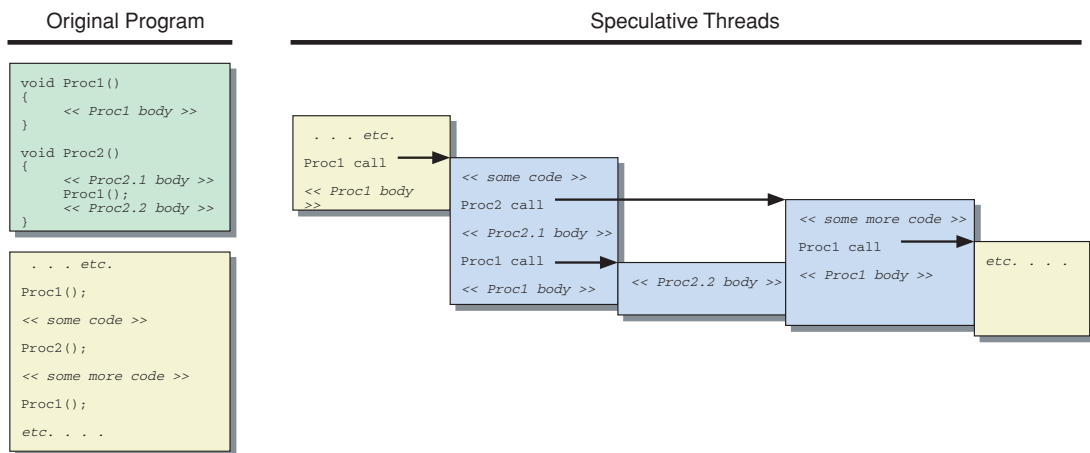 Original Program
void Proc1()
{
<< Proc1 body >>
}
void Proc2()
{
<< Proc2.1 body >>
Proc1();
<< Proc2.2 body >>
}
. . . etc.
Proc1();
<< some code >>
Proc2();
<< some more code >>
Proc1();
etc. . . .
Speculative Threads
. . . etc.
Proc1 call
<< Proc1 body
>>
<< some code >>
Proc2 call
<< Proc2.1 body >>
Proc1 call
<< Proc1 body >>
<< Proc2.2 body >>
<< some more code >>
Proc1 call
<< Proc1 body >>
etc. . . .